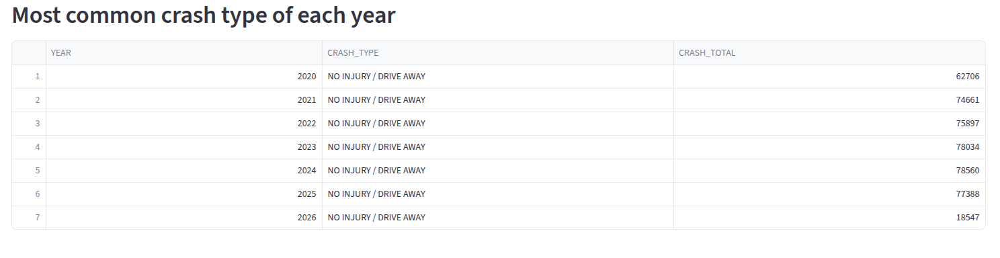 Most common crash type of each year
YEAR CRASH_TYPE CRASH_TOTAL
1 2020 NO INJURY / DRIVE AWAY 62706
2 2021 NO INJURY / DRIVE AWAY 74661
3 2022 NO INJURY / DRIVE AWAY 75897
4 2023 NO INJURY / DRIVE AWAY 78034
5 2024 NO INJURY / DRIVE AWAY 78560
6 2025 NO INJURY / DRIVE AWAY 77388
7 2026 NO INJURY / DRIVE AWAY 18547